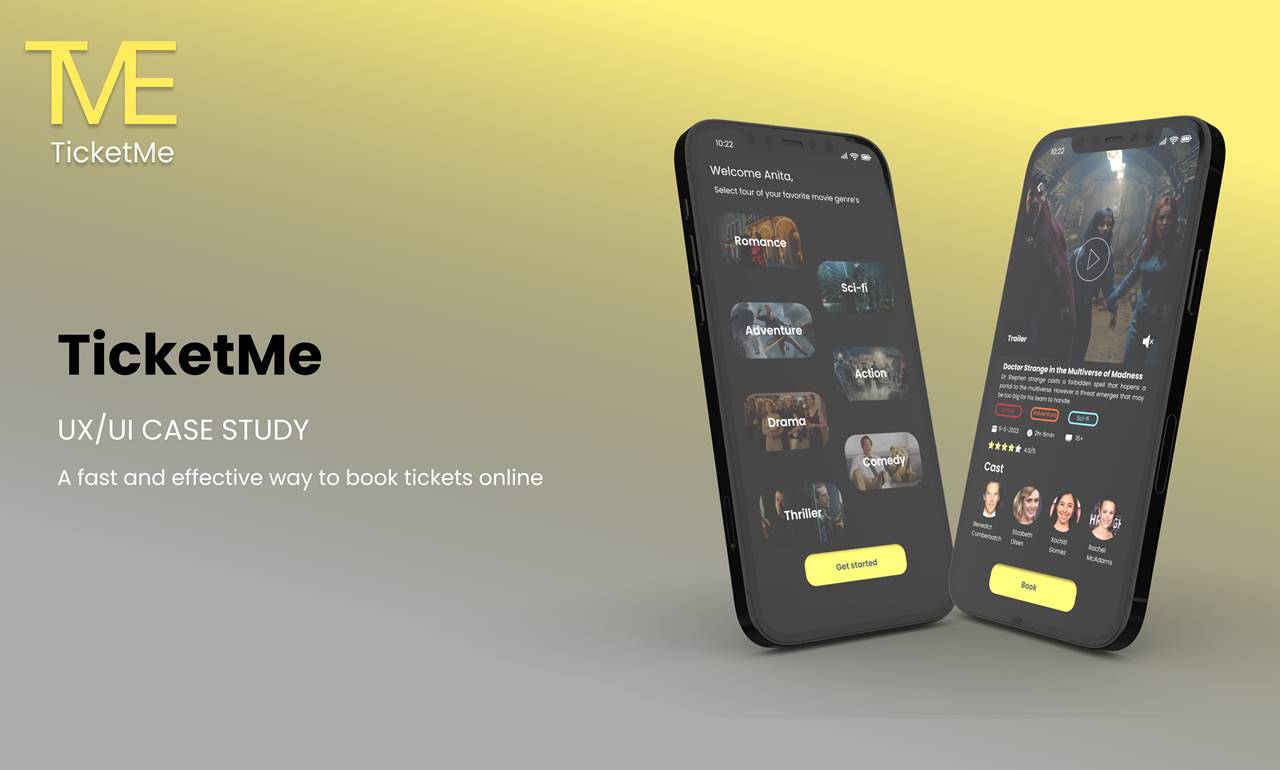 TME
TicketMe
TicketMe
UX/UI CASE STUDY
A fast and effective way to book tickets online
10:22
Welcome Anita,
Select four of your favorite movie genre's
Romance
Sci-fi
Adventure
Action
Drama
Comedy
Thriller
Get started
10:22
Trailer
Doctor Strange in the Multiverse of Madness
Dr Stephen strange casts a forbidden spell that hopens a
portal to the multiverse. However a threat emerges that may
be too big for his team to handle
Action
Adventure
Sci-fi
5-5-2022
2hr 6min
15+
4.0/5
Cast
Benedict
Cumberbatch
Elizabeth
Olsen
Xochitl
Gomez
Rachel
McAdams
Book